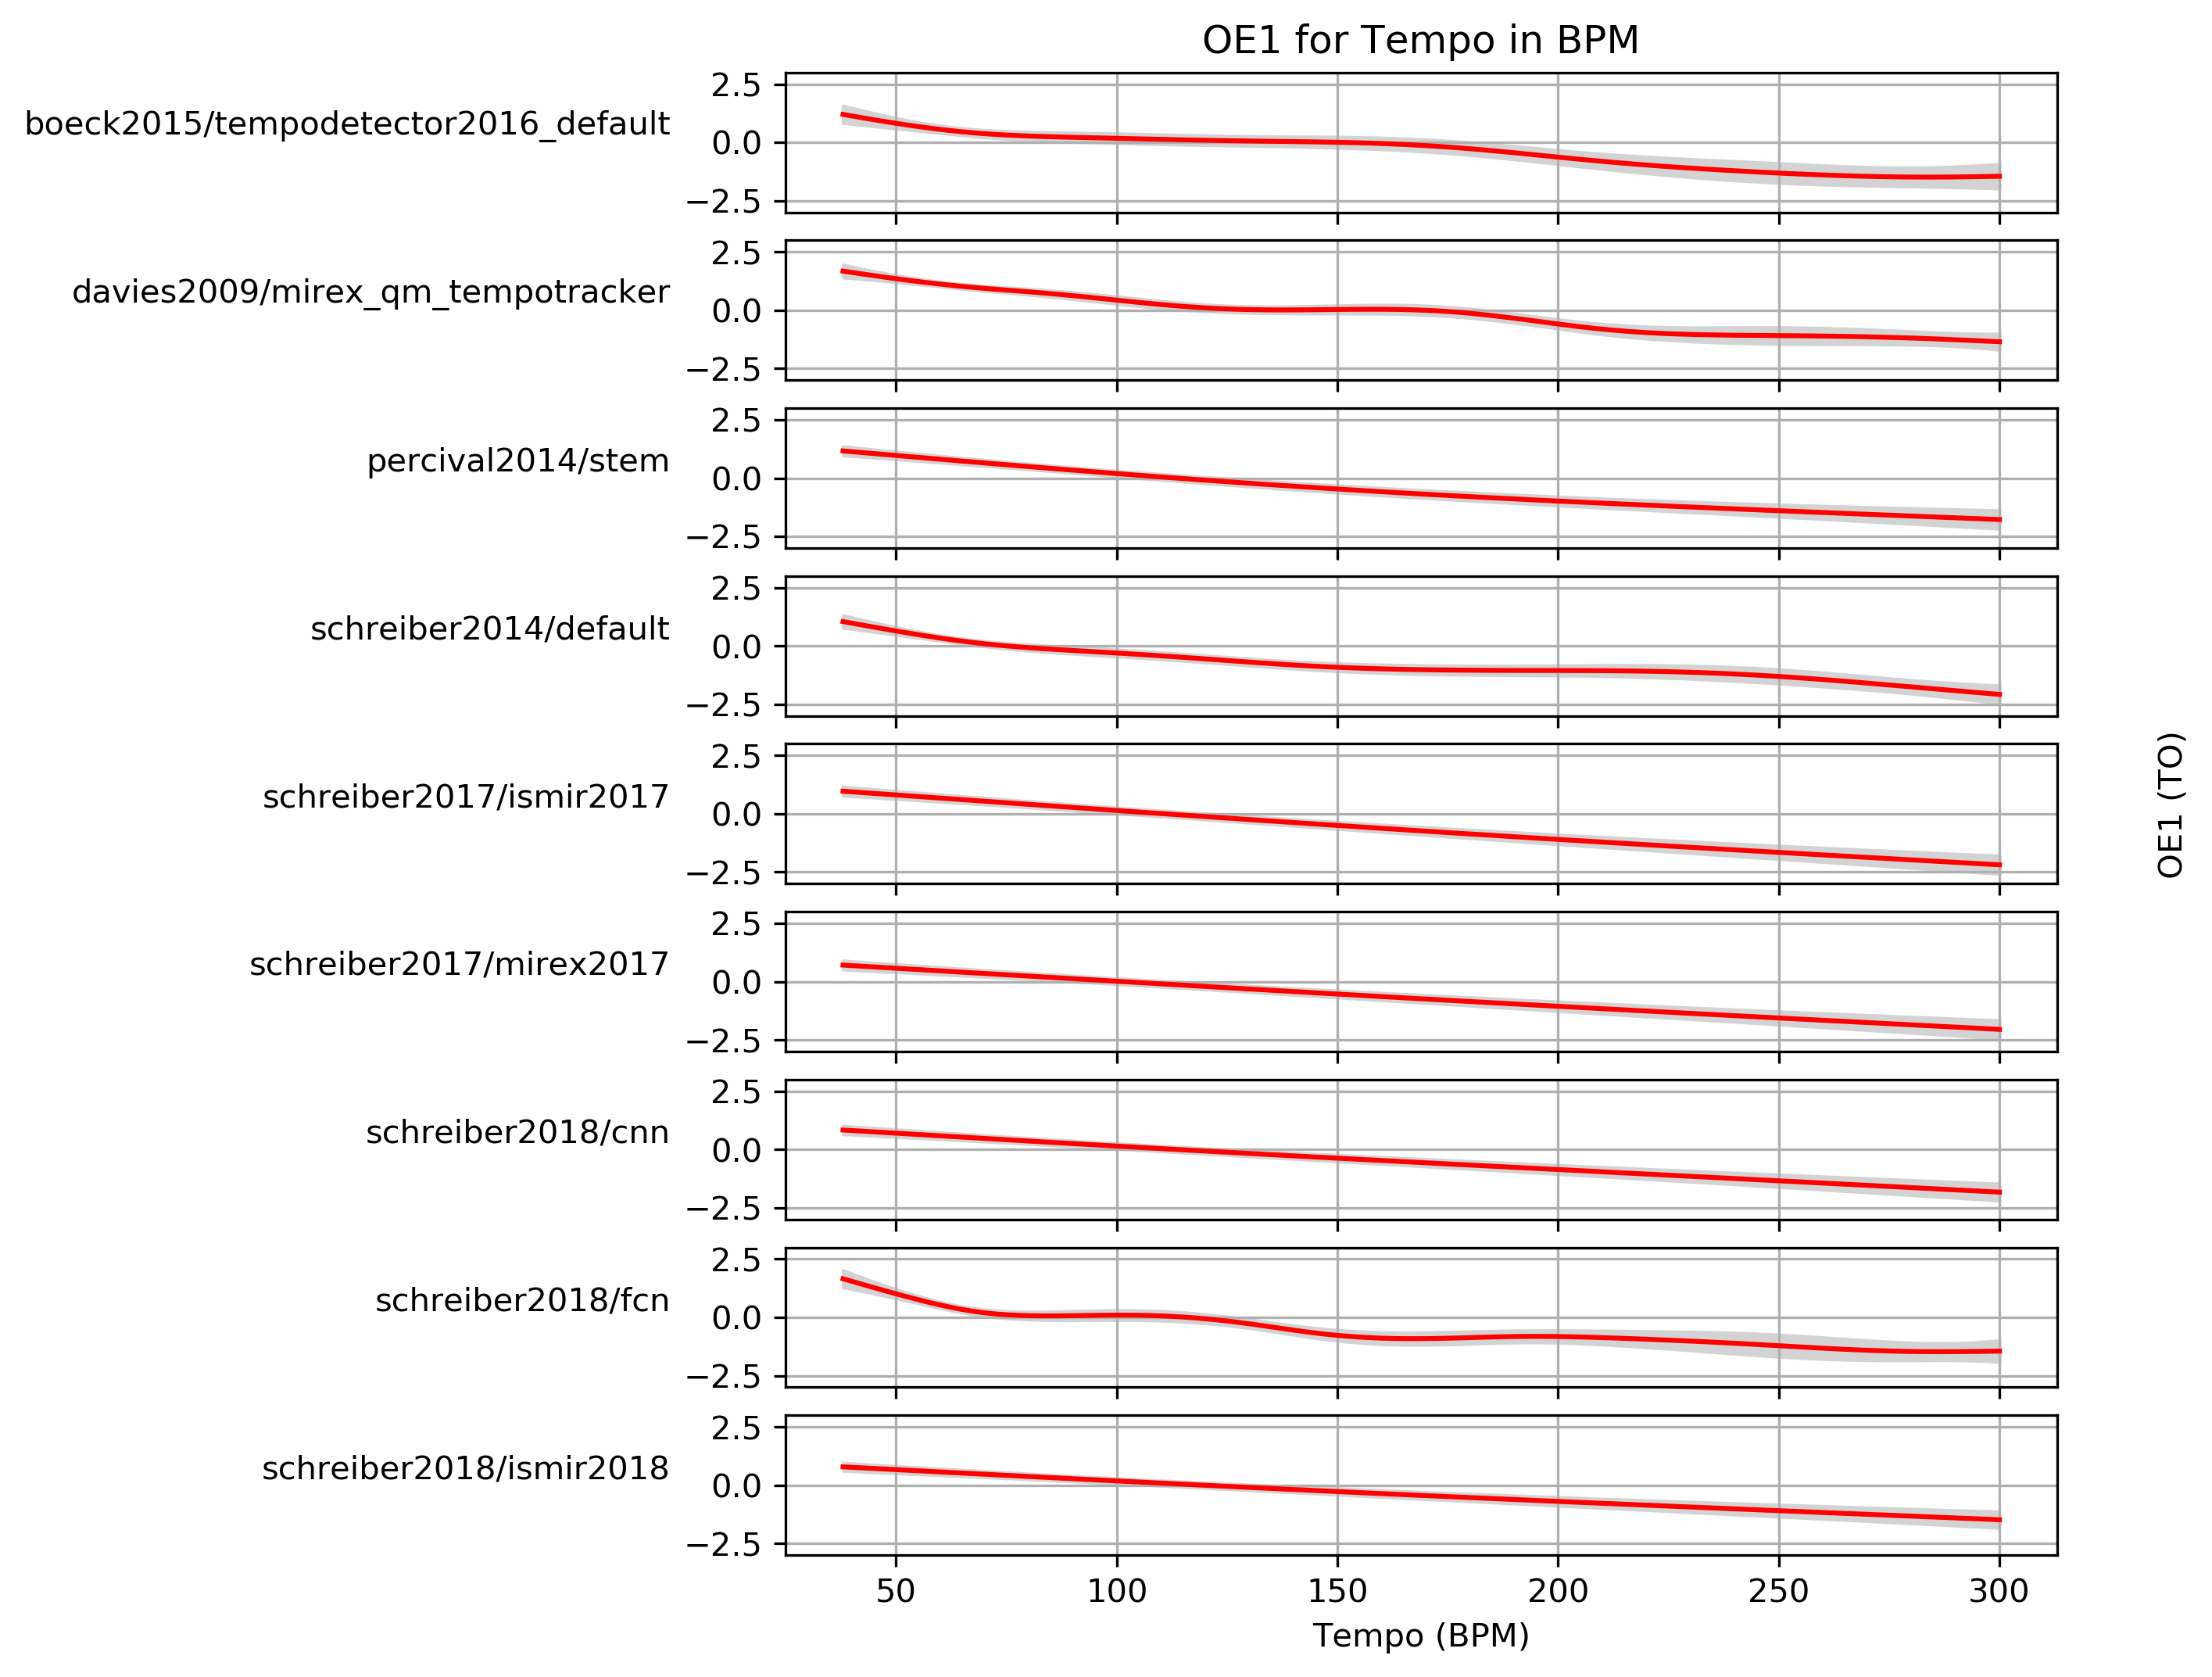 OE1 for Tempo in BPM
boeck2015/tempodetector2016_default
2.5
0.0
−2.5
davies2009/mirex_qm_tempotracker
2.5
0.0
−2.5
percival2014/stem
2.5
0.0
−2.5
schreiber2014/default
2.5
0.0
−2.5
schreiber2017/ismir2017
2.5
0.0
−2.5
OE1 (TO)
schreiber2017/mirex2017
2.5
0.0
−2.5
schreiber2018/cnn
2.5
0.0
−2.5
schreiber2018/fcn
2.5
0.0
−2.5
schreiber2018/ismir2018
2.5
0.0
−2.5
50 100 150 200 250 300
Tempo (BPM)